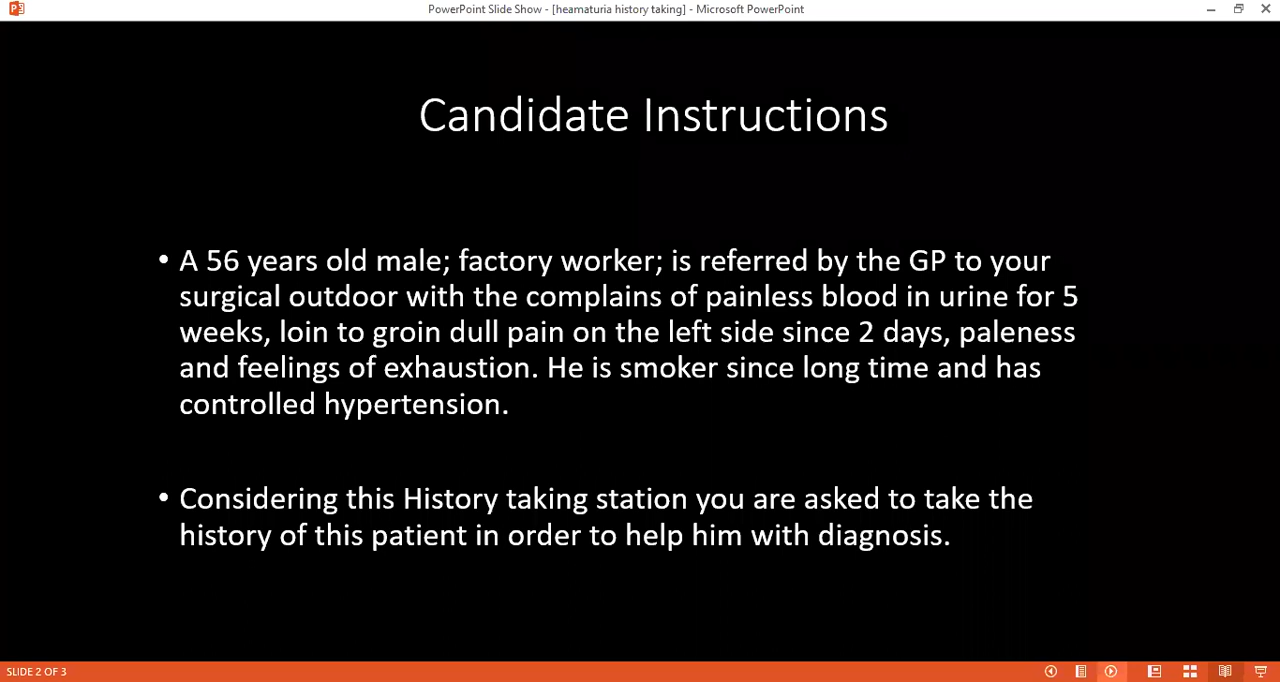 PowerPoint Slide Show - [heamaturia history taking] - Microsoft PowerPoint
Candidate Instructions
• A 56 years old male; factory worker; is referred by the GP to your
surgical outdoor with the complains of painless blood in urine for 5
weeks, loin to groin dull pain on the left side since 2 days, paleness
and feelings of exhaustion. He is smoker since long time and has
controlled hypertension.
• Considering this History taking station you are asked to take the
history of this patient in order to help him with diagnosis.
SLIDE 2 OF 3